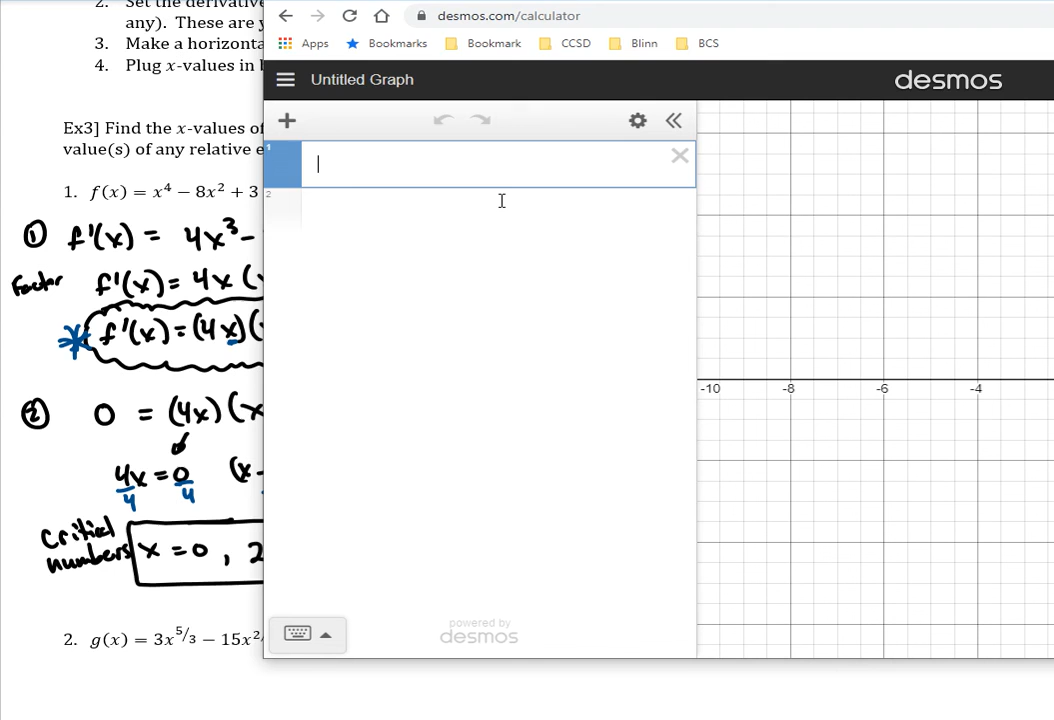 2. Set the derivative
any). These are y
3. Make a horizonta
4. Plug x-values in b
Ex3] Find the x-values of
value(s) of any relative e
1. f(x) = x⁴ − 8x² + 3
① f'(x) = 4x³ −
Factor f'(x) = 4x (
* f'(x) = (4x)(
② 0 = (4x)(x
4x = 0 (x -
4 4
Critical
numbers x = 0 , 2
2. g(x) = 3x^5/3 − 15x^2/
desmos.com/calculator
Apps Bookmarks Bookmark CCSD Blinn BCS
Untitled Graph desmos
1
2
-10 -8 -6 -4
powered by
desmos